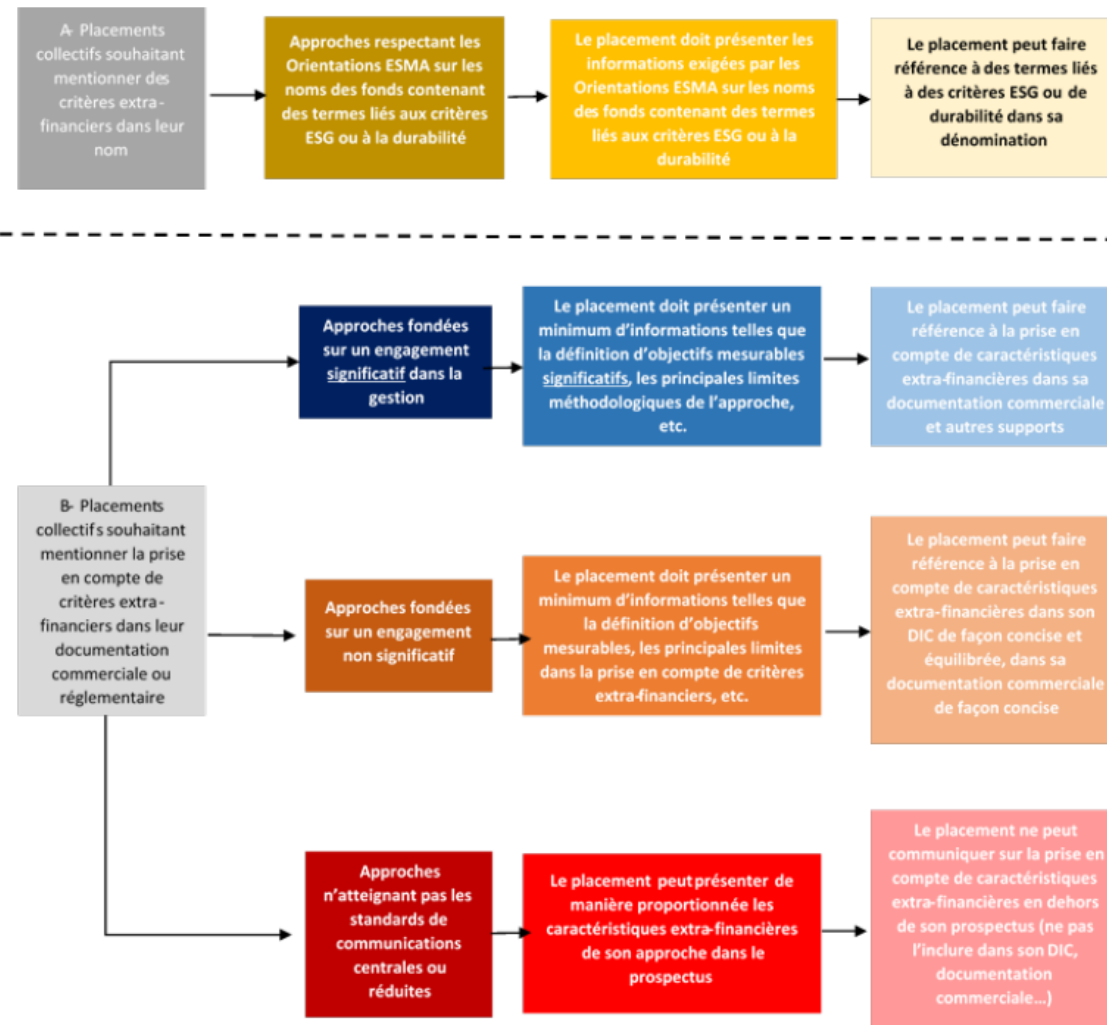 A- Placements
collectifs souhaitant
mentionner des
critères extra-
financiers dans leur
nom
Approches respectant les
Orientations ESMA sur les
noms des fonds contenant
des termes liés aux critères
ESG ou à la durabilité
Le placement doit présenter les
informations exigées par les
Orientations ESMA sur les noms
des fonds contenant des termes
liés aux critères ESG ou à la
durabilité
Le placement peut faire
référence à des termes liés
à des critères ESG ou de
durabilité dans sa
dénomination
B- Placements
collectifs souhaitant
mentionner la prise
en compte de
critères extra-
financiers dans leur
documentation
commerciale ou
réglementaire
Approches fondées
sur un engagement
significatif dans la
gestion
Le placement doit présenter un
minimum d'informations telles que
la définition d'objectifs mesurables
significatifs, les principales limites
méthodologiques de l'approche,
etc.
Le placement peut faire
référence à la prise en
compte de caractéristiques
extra-financières dans sa
documentation commerciale
et autres supports
Approches fondées
sur un engagement
non significatif
Le placement doit présenter un
minimum d'informations telles que
la définition d'objectifs
mesurables, les principales limites
dans la prise en compte de critères
extra-financiers, etc.
Le placement peut faire
référence à la prise en
compte de caractéristiques
extra-financières dans son
DIC de façon concise et
équilibrée, dans sa
documentation commerciale
de façon concise
Approches
n'atteignant pas les
standards de
communications
centrales ou
réduites
Le placement peut présenter de
manière proportionnée les
caractéristiques extra-financières
de son approche dans le
prospectus
Le placement ne peut
communiquer sur la prise en
compte de caractéristiques
extra-financières en dehors
de son prospectus (ne pas
l'inclure dans son DIC,
documentation
commerciale…)